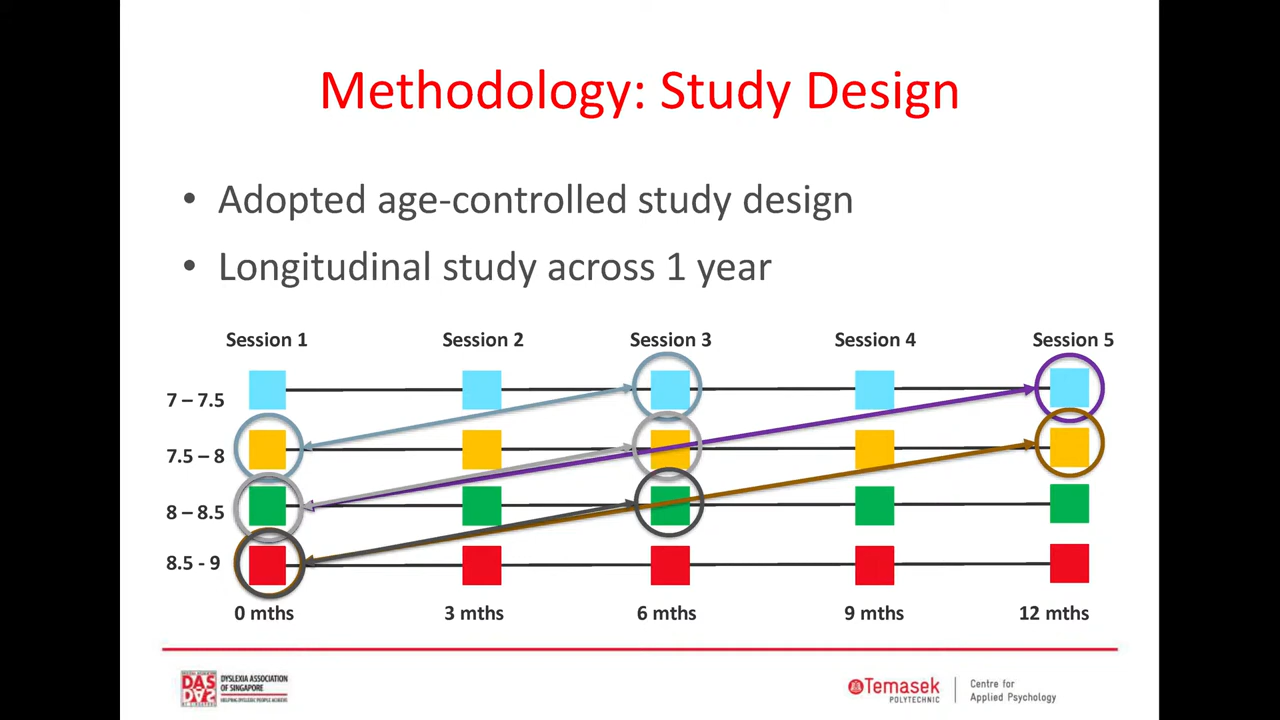 Methodology: Study Design
• Adopted age-controlled study design
• Longitudinal study across 1 year
Session 1 Session 2 Session 3 Session 4 Session 5
7 – 7.5
7.5 – 8
8 – 8.5
8.5 - 9
0 mths 3 mths 6 mths 9 mths 12 mths
DAS
DYSLEXIA ASSOCIATION
OF SINGAPORE
HELPING DYSLEXIC PEOPLE ACHIEVE
Temasek
POLYTECHNIC
Centre for
Applied Psychology